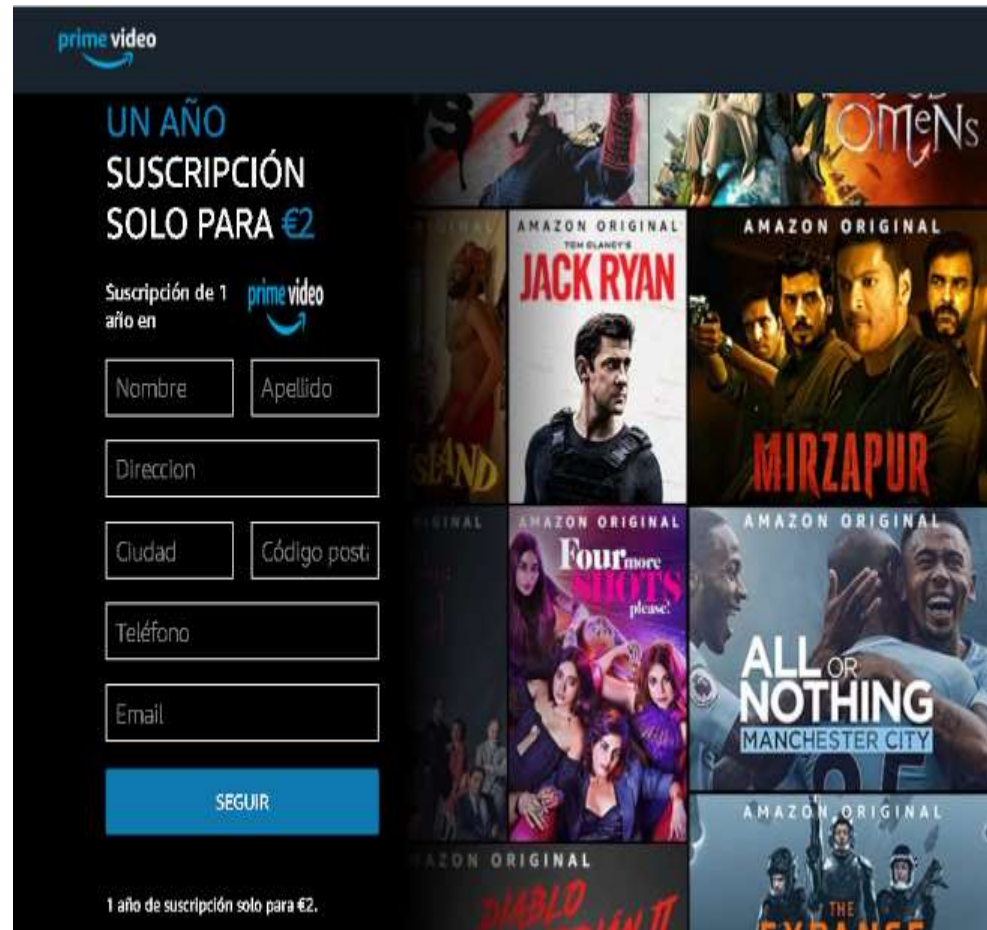 prime video
UN AÑO
SUSCRIPCIÓN
SOLO PARA €2
Suscripción de 1
año en
prime video
Nombre
Apellido
Direccion
Ciudad
Código posta
Teléfono
Email
SEGUIR
1 año de suscripción solo para €2.
OMeNs
AMAZON ORIGINAL
TOM CLANCY'S
JACK RYAN
AMAZON ORIGINAL
MIRZAPUR
AMAZON ORIGINAL
Four more
SHOTS
please!
AMAZON ORIGINAL
ALL OR
NOTHING
MANCHESTER CITY
AZON ORIGINAL
DIABLO
AMAZON ORIGINAL
THE
EXPANSE